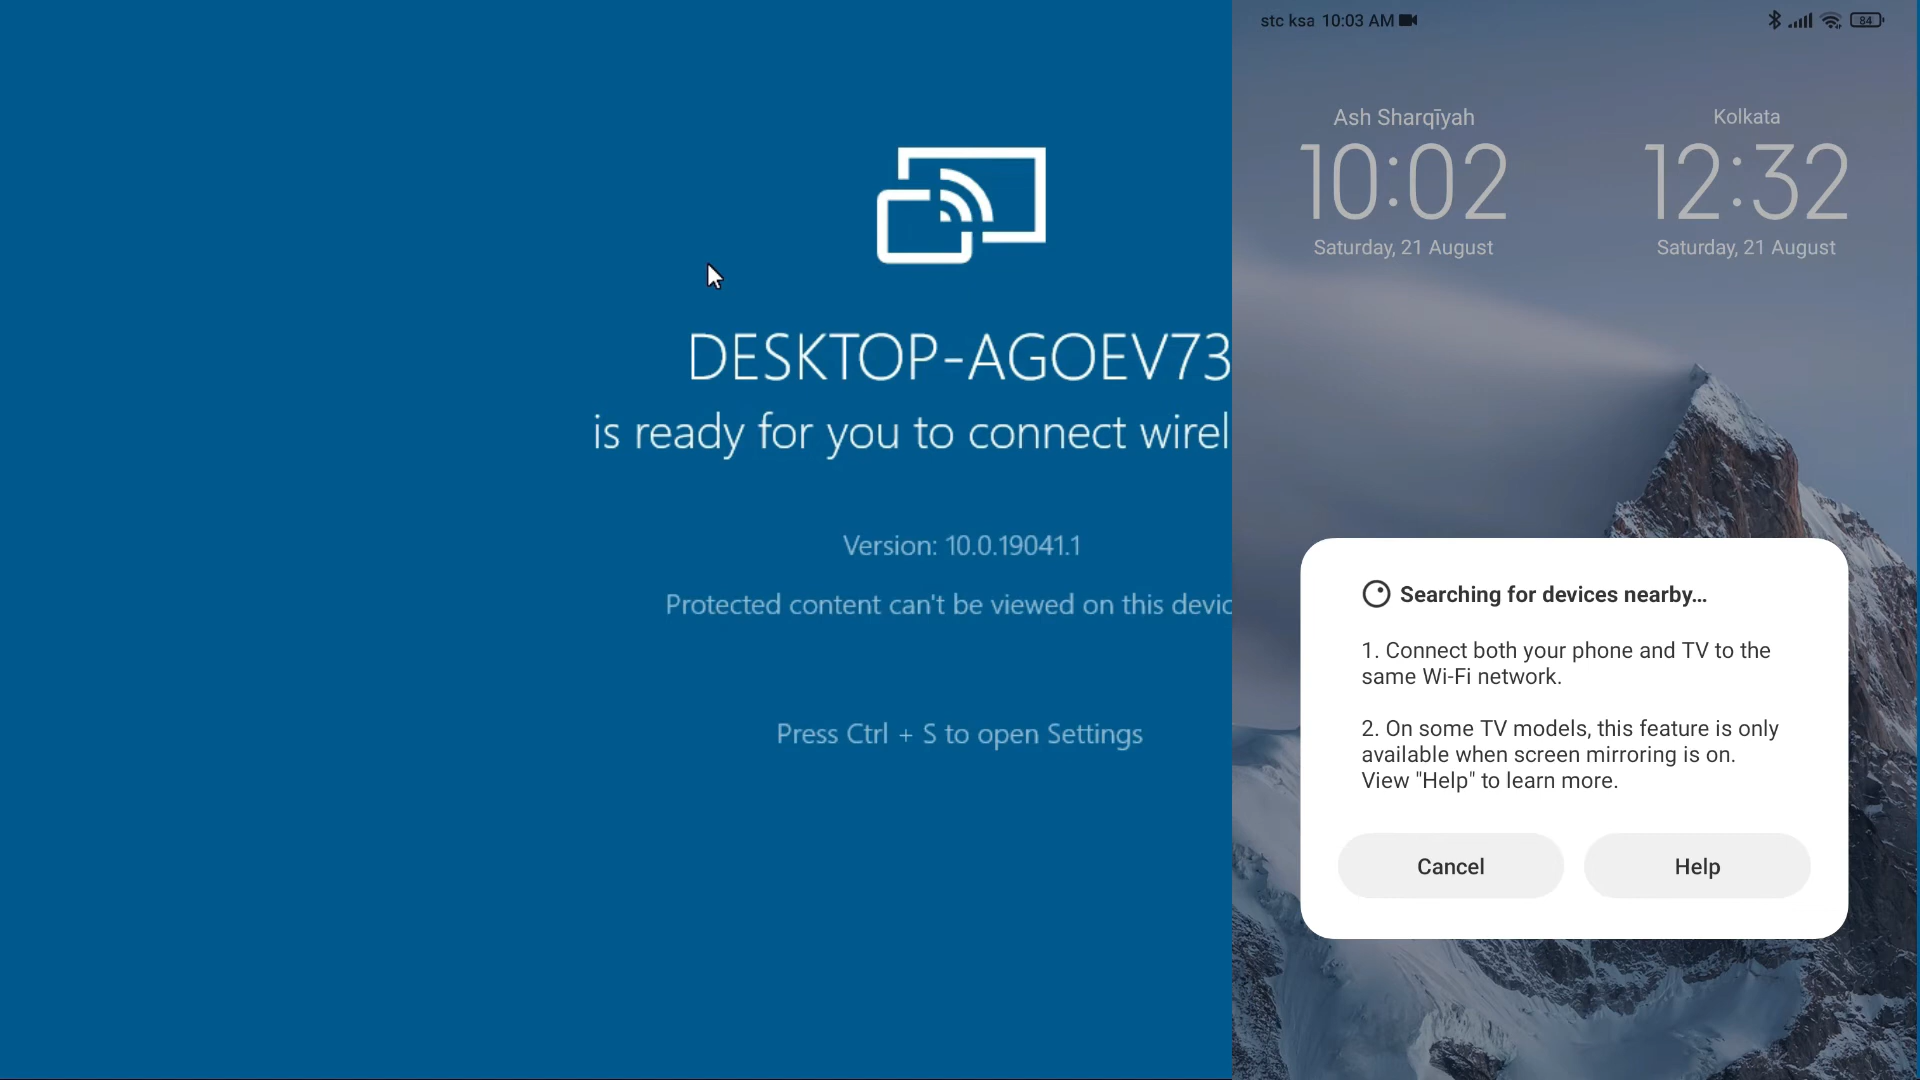 DESKTOP-AGOEV73
is ready for you to connect wirel
Version: 10.0.19041.1
Protected content can't be viewed on this devic
Press Ctrl + S to open Settings
stc ksa 10:03 AM
84
Ash Sharqīyah
10:02
Saturday, 21 August
Kolkata
12:32
Saturday, 21 August
Searching for devices nearby...
1. Connect both your phone and TV to the
same Wi-Fi network.
2. On some TV models, this feature is only
available when screen mirroring is on.
View "Help" to learn more.
Cancel
Help